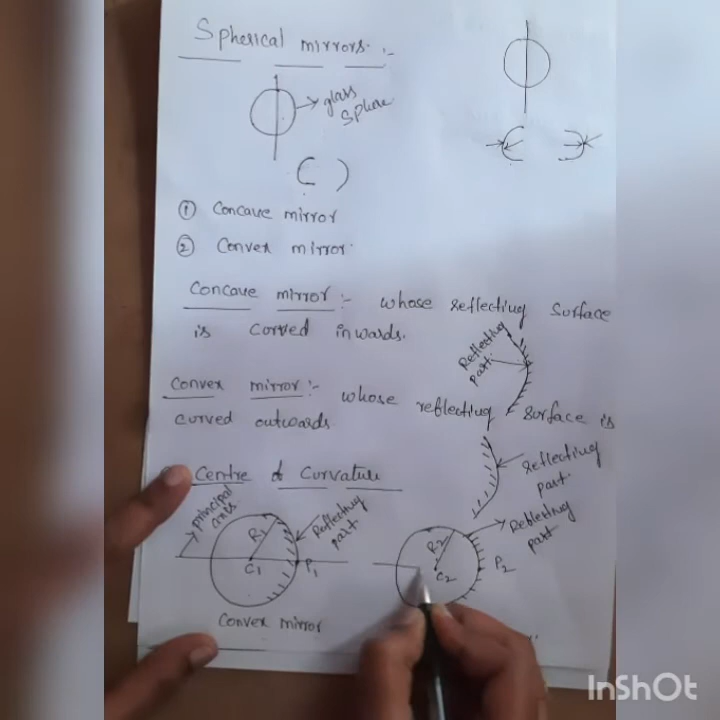 Spherical mirrors :-
glass
sphere
① Concave mirror
② Convex mirror.
Concave mirror :- whose reflecting surface
is corved inwards.
Reflecting
part.
Convex mirror :- whose reflecting surface is
curved outwards
reflecting
part.
Centre of Curvature
principal
axis
R1
C1
P1
Reflecting
part
R2
C2
P2
Reflecting
part
Convex mirror
InShOt